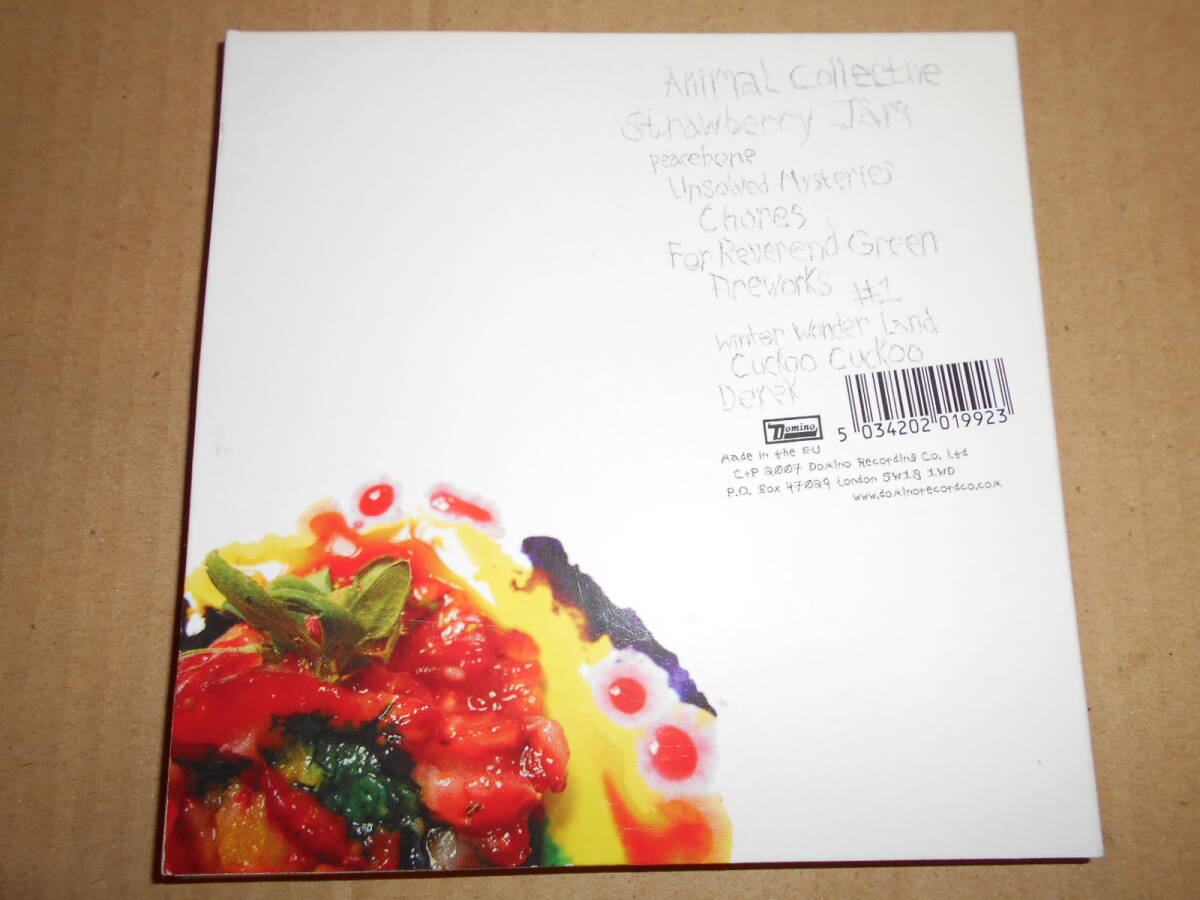 Animal Collective
Strawberry Jam
peacebone
Unsolved Mysteries
Chores
For Reverend Green
Fireworks #1
Winter Wonder Land
Cuckoo Cuckoo
Derek
Domino
5 034202 019923
Made in the EU
C+P 2007 Domino Recording Co. Ltd
P.O. Box 47029 London SW18 1WD
www.dominorecordco.com